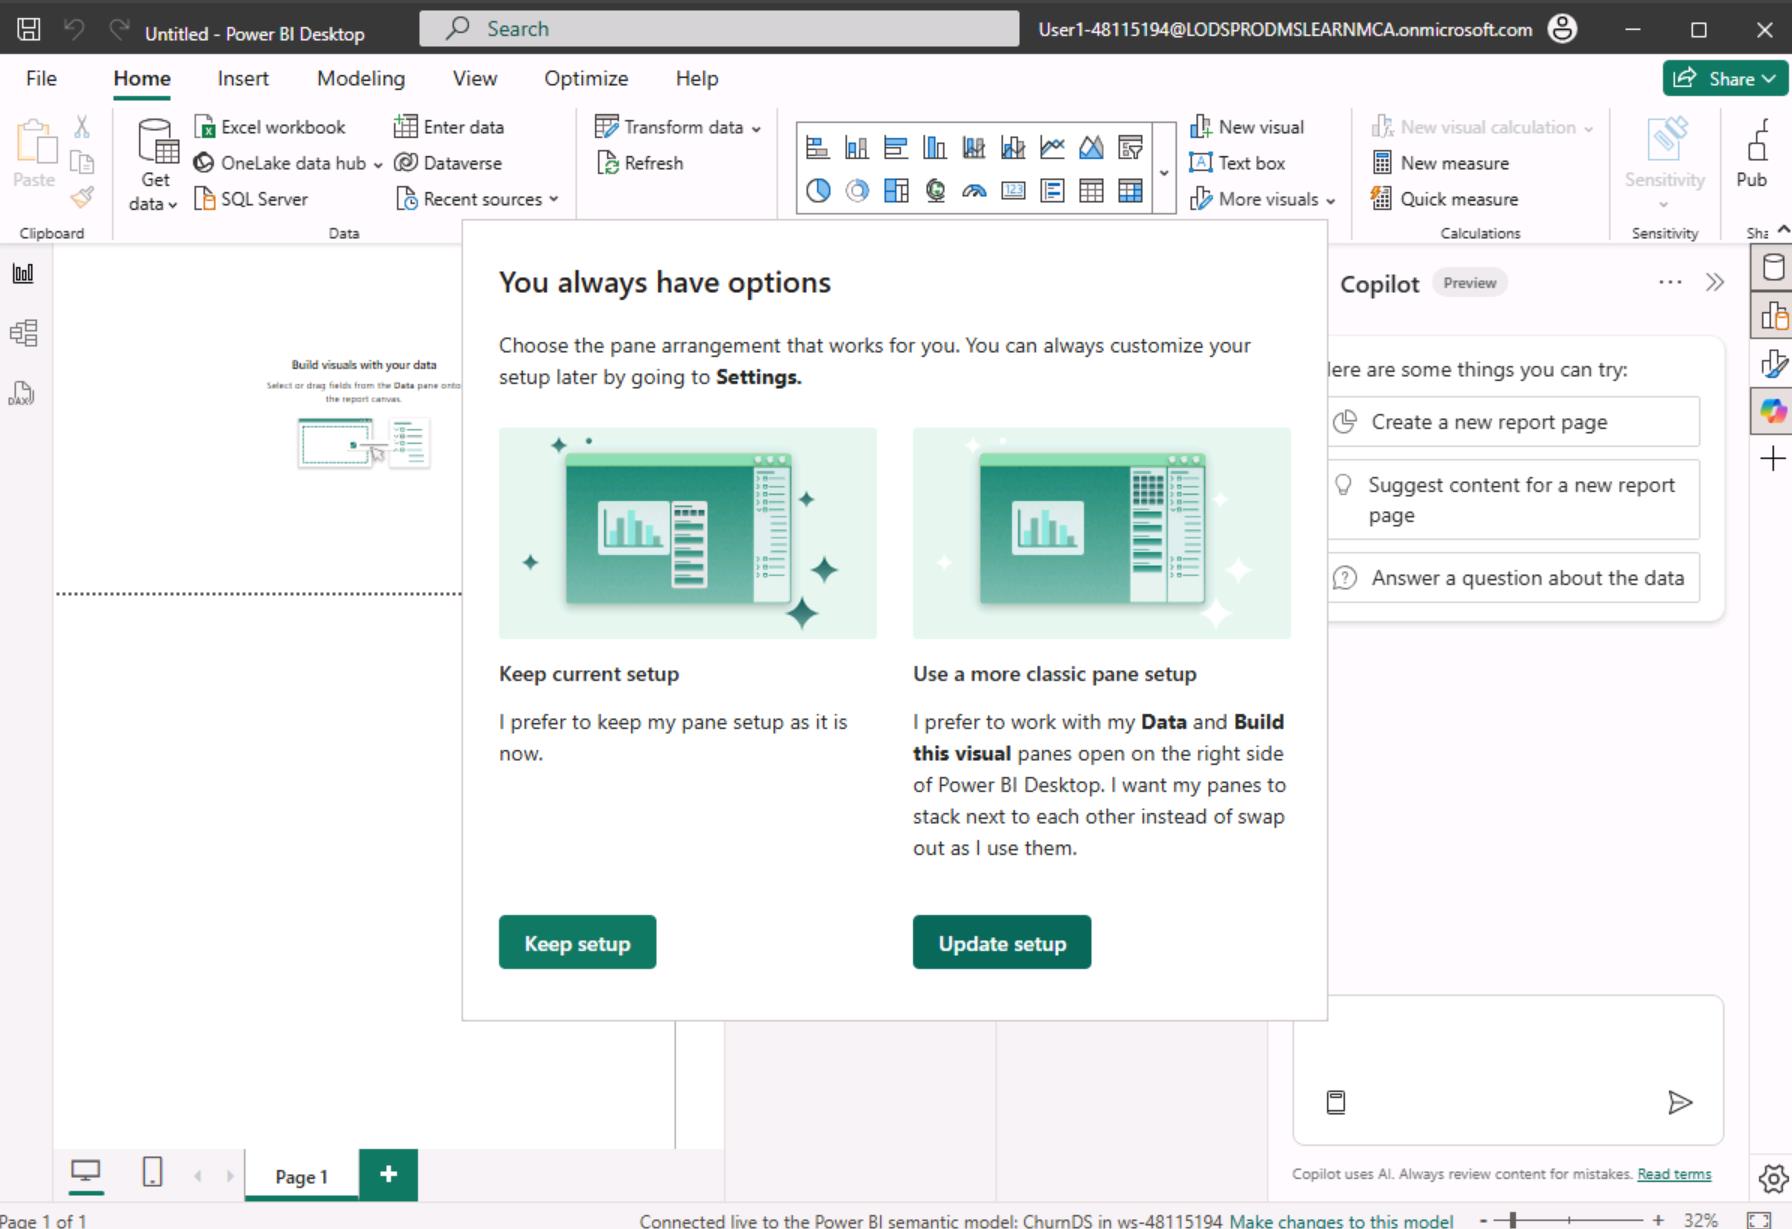 Untitled - Power BI Desktop
Search
User1-48115194@LODSPRODMSLEARNMCA.onmicrosoft.com
File Home Insert Modeling View Optimize Help
Share
Paste
Clipboard
Get data
Excel workbook
OneLake data hub
SQL Server
Enter data
Dataverse
Recent sources
Data
Transform data
Refresh
123
New visual
Text box
More visuals
New visual calculation
New measure
Quick measure
Calculations
Sensitivity
Sensitivity
Pub
Sha
DAX
Build visuals with your data
Select or drag fields from the Data pane onto
the report canvas.
You always have options
Choose the pane arrangement that works for you. You can always customize your
setup later by going to Settings.
Keep current setup
I prefer to keep my pane setup as it is
now.
Keep setup
Use a more classic pane setup
I prefer to work with my Data and Build
this visual panes open on the right side
of Power BI Desktop. I want my panes to
stack next to each other instead of swap
out as I use them.
Update setup
Copilot Preview
ere are some things you can try:
Create a new report page
Suggest content for a new report
page
Answer a question about the data
Copilot uses AI. Always review content for mistakes. Read terms
Page 1
Page 1 of 1
Connected live to the Power BI semantic model: ChurnDS in ws-48115194 Make changes to this model
- + 32%